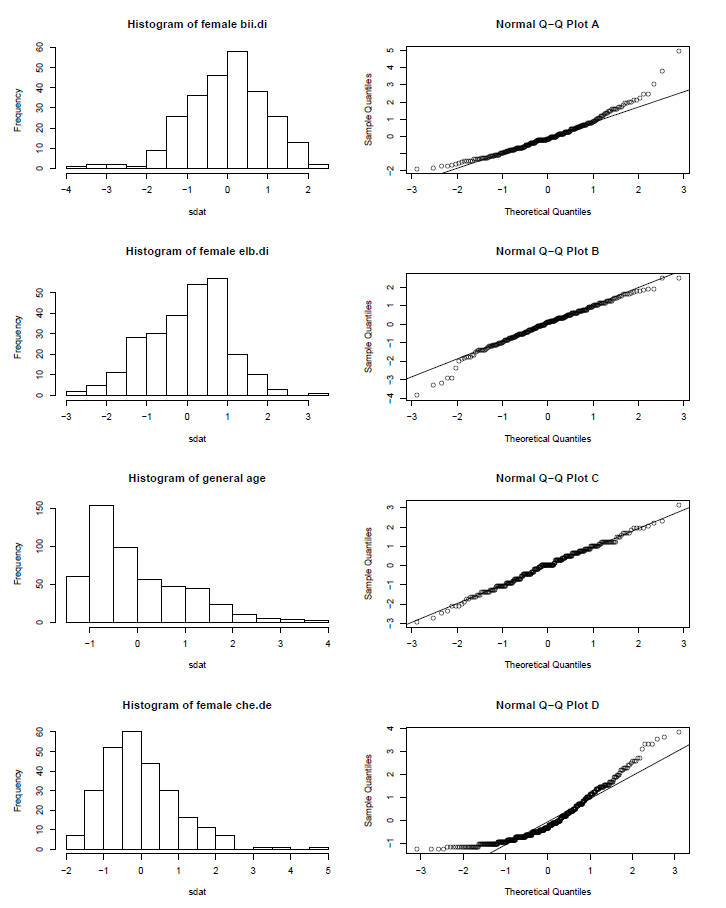 Histogram of female bii.di
Frequency
0 10 20 30 40 50 60
−4 −3 −2 −1 0 1 2
sdat
Normal Q−Q Plot A
Sample Quantiles
−2 0 1 2 3 4 5
−3 −2 −1 0 1 2 3
Theoretical Quantiles
Histogram of female elb.di
Frequency
0 10 20 30 40 50
−3 −2 −1 0 1 2 3
sdat
Normal Q−Q Plot B
Sample Quantiles
−4 −3 −2 −1 0 1 2
−3 −2 −1 0 1 2 3
Theoretical Quantiles
Histogram of general age
Frequency
0 50 100 150
−1 0 1 2 3 4
sdat
Normal Q−Q Plot C
Sample Quantiles
−3 −2 −1 0 1 2 3
−3 −2 −1 0 1 2 3
Theoretical Quantiles
Histogram of female che.de
Frequency
0 10 20 30 40 50 60
−2 −1 0 1 2 3 4 5
sdat
Normal Q−Q Plot D
Sample Quantiles
−1 0 1 2 3 4
−3 −2 −1 0 1 2 3
Theoretical Quantiles